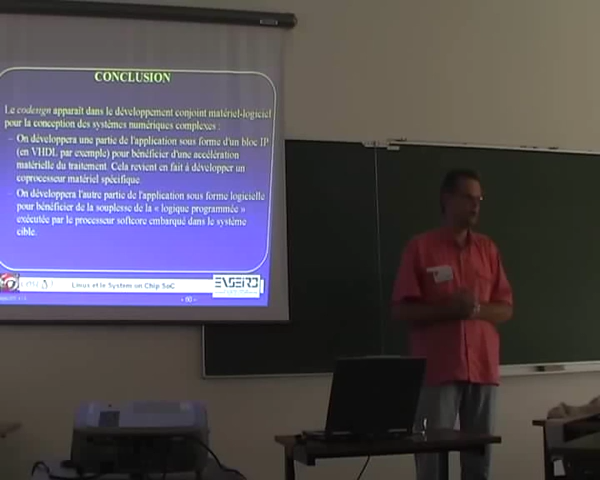 CONCLUSION
Le codesign apparaît dans le développement conjoint matériel-logiciel
pour la conception des systèmes numériques complexes :
– On développera une partie de l'application sous forme d'un bloc IP
(en VHDL par exemple) pour bénéficier d'une accélération
matérielle du traitement. Cela revient en fait à développer un
coprocesseur matériel spécifique.
– On développera l'autre partie de l'application sous forme logicielle
pour bénéficier de la souplesse de la « logique programmée »
exécutée par le processeur softcore embarqué dans le système
cible.
Linux et le System on Chip SoC
ENSEIRB
- 60 -